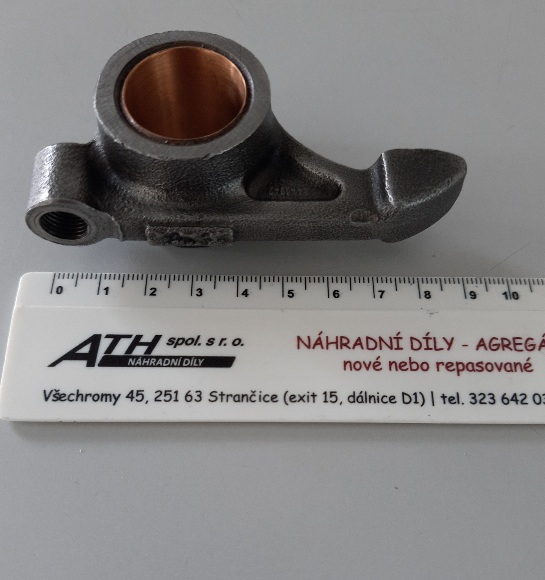 0 1 2 3 4 5 6 7 8 9 10
ATH spol. s r. o.
NÁHRADNÍ DÍLY
NÁHRADNÍ DÍLY - AGREGÁ
nové nebo repasované
Všechromy 45, 251 63 Strančice (exit 15, dálnice D1) | tel. 323 642 03